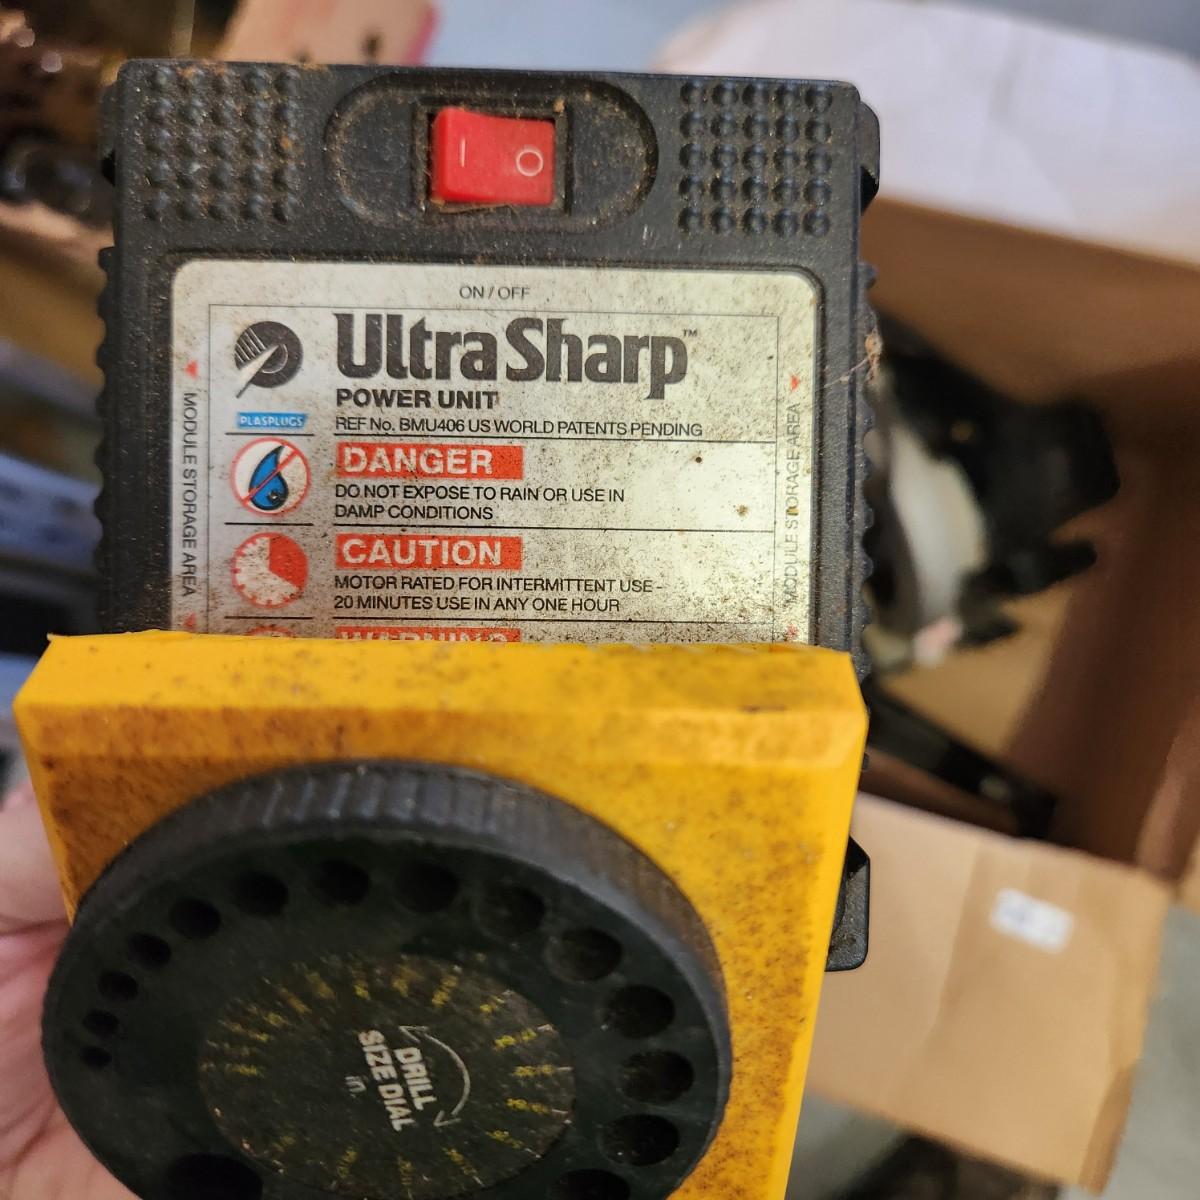 ON / OFF
UltraSharp™
POWER UNIT
PLASPLUGS
REF No. BMU406 US WORLD PATENTS PENDING
DANGER
DO NOT EXPOSE TO RAIN OR USE IN
DAMP CONDITIONS
CAUTION
MOTOR RATED FOR INTERMITTENT USE -
20 MINUTES USE IN ANY ONE HOUR
WARNING
MODULE STORAGE AREA
MODULE STORAGE AREA
DRILL
SIZE DIAL
in